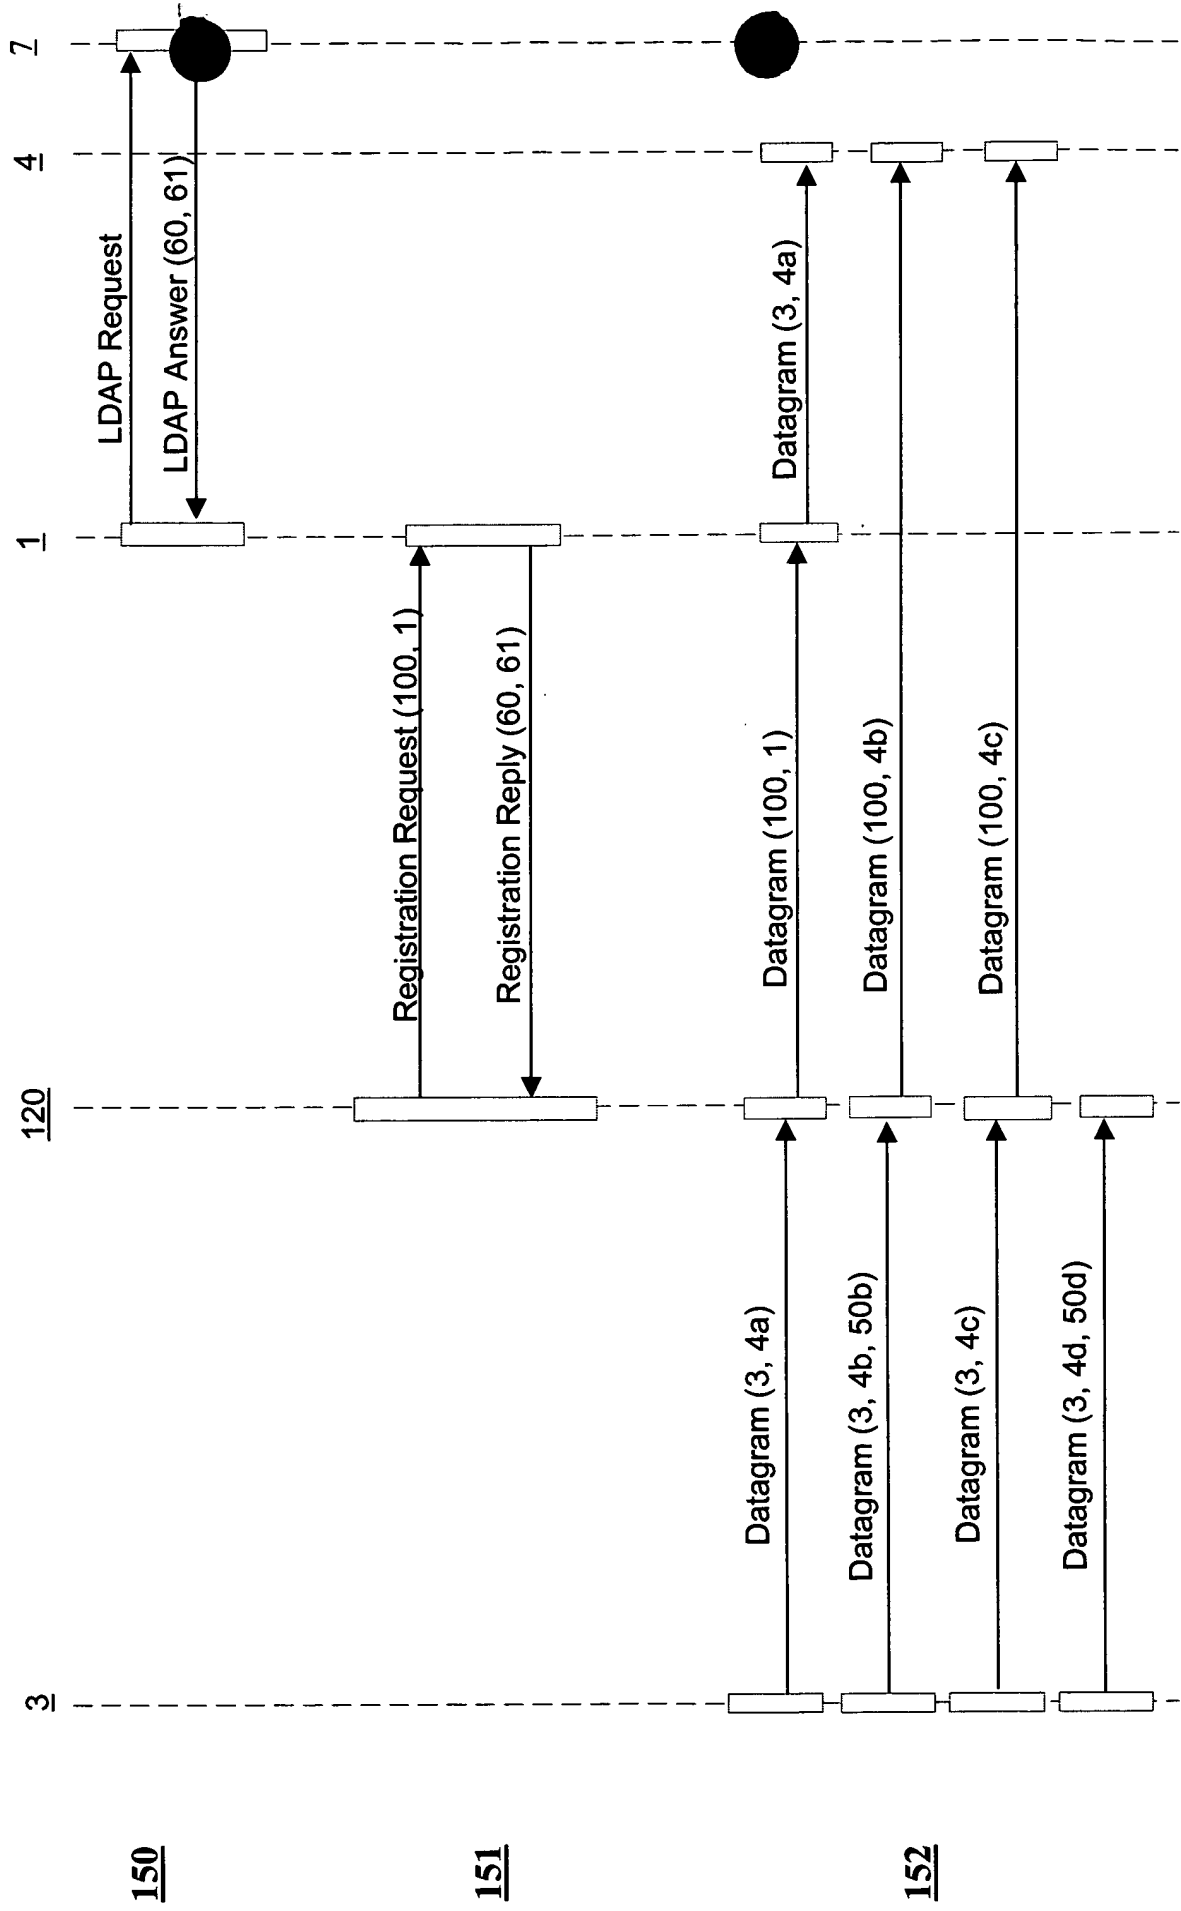 3
120
1
4
7
150
LDAP Request
LDAP Answer (60, 61)
151
Registration Request (100, 1)
Registration Reply (60, 61)
152
Datagram (3, 4a)
Datagram (100, 1)
Datagram (3, 4a)
Datagram (3, 4b, 50b)
Datagram (100, 4b)
Datagram (3, 4c)
Datagram (100, 4c)
Datagram (3, 4d, 50d)